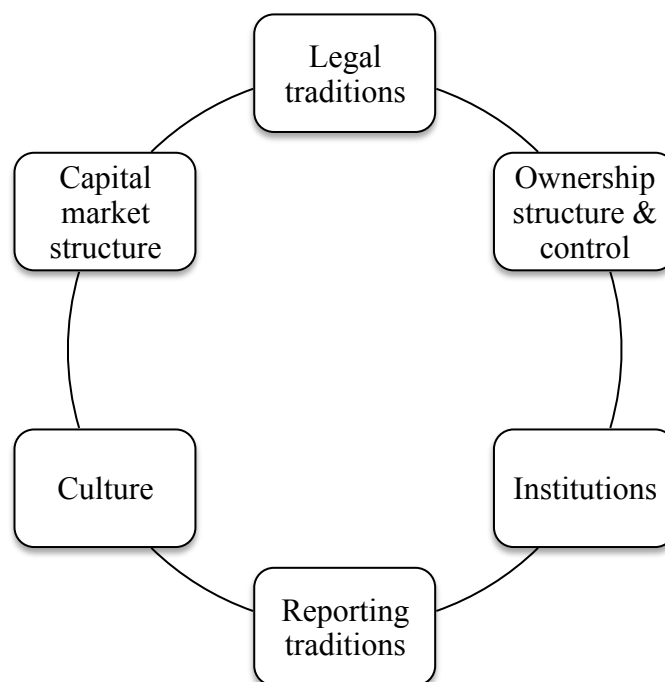 Legal
traditions
Capital
market
structure
Ownership
structure &
control
Culture
Institutions
Reporting
traditions